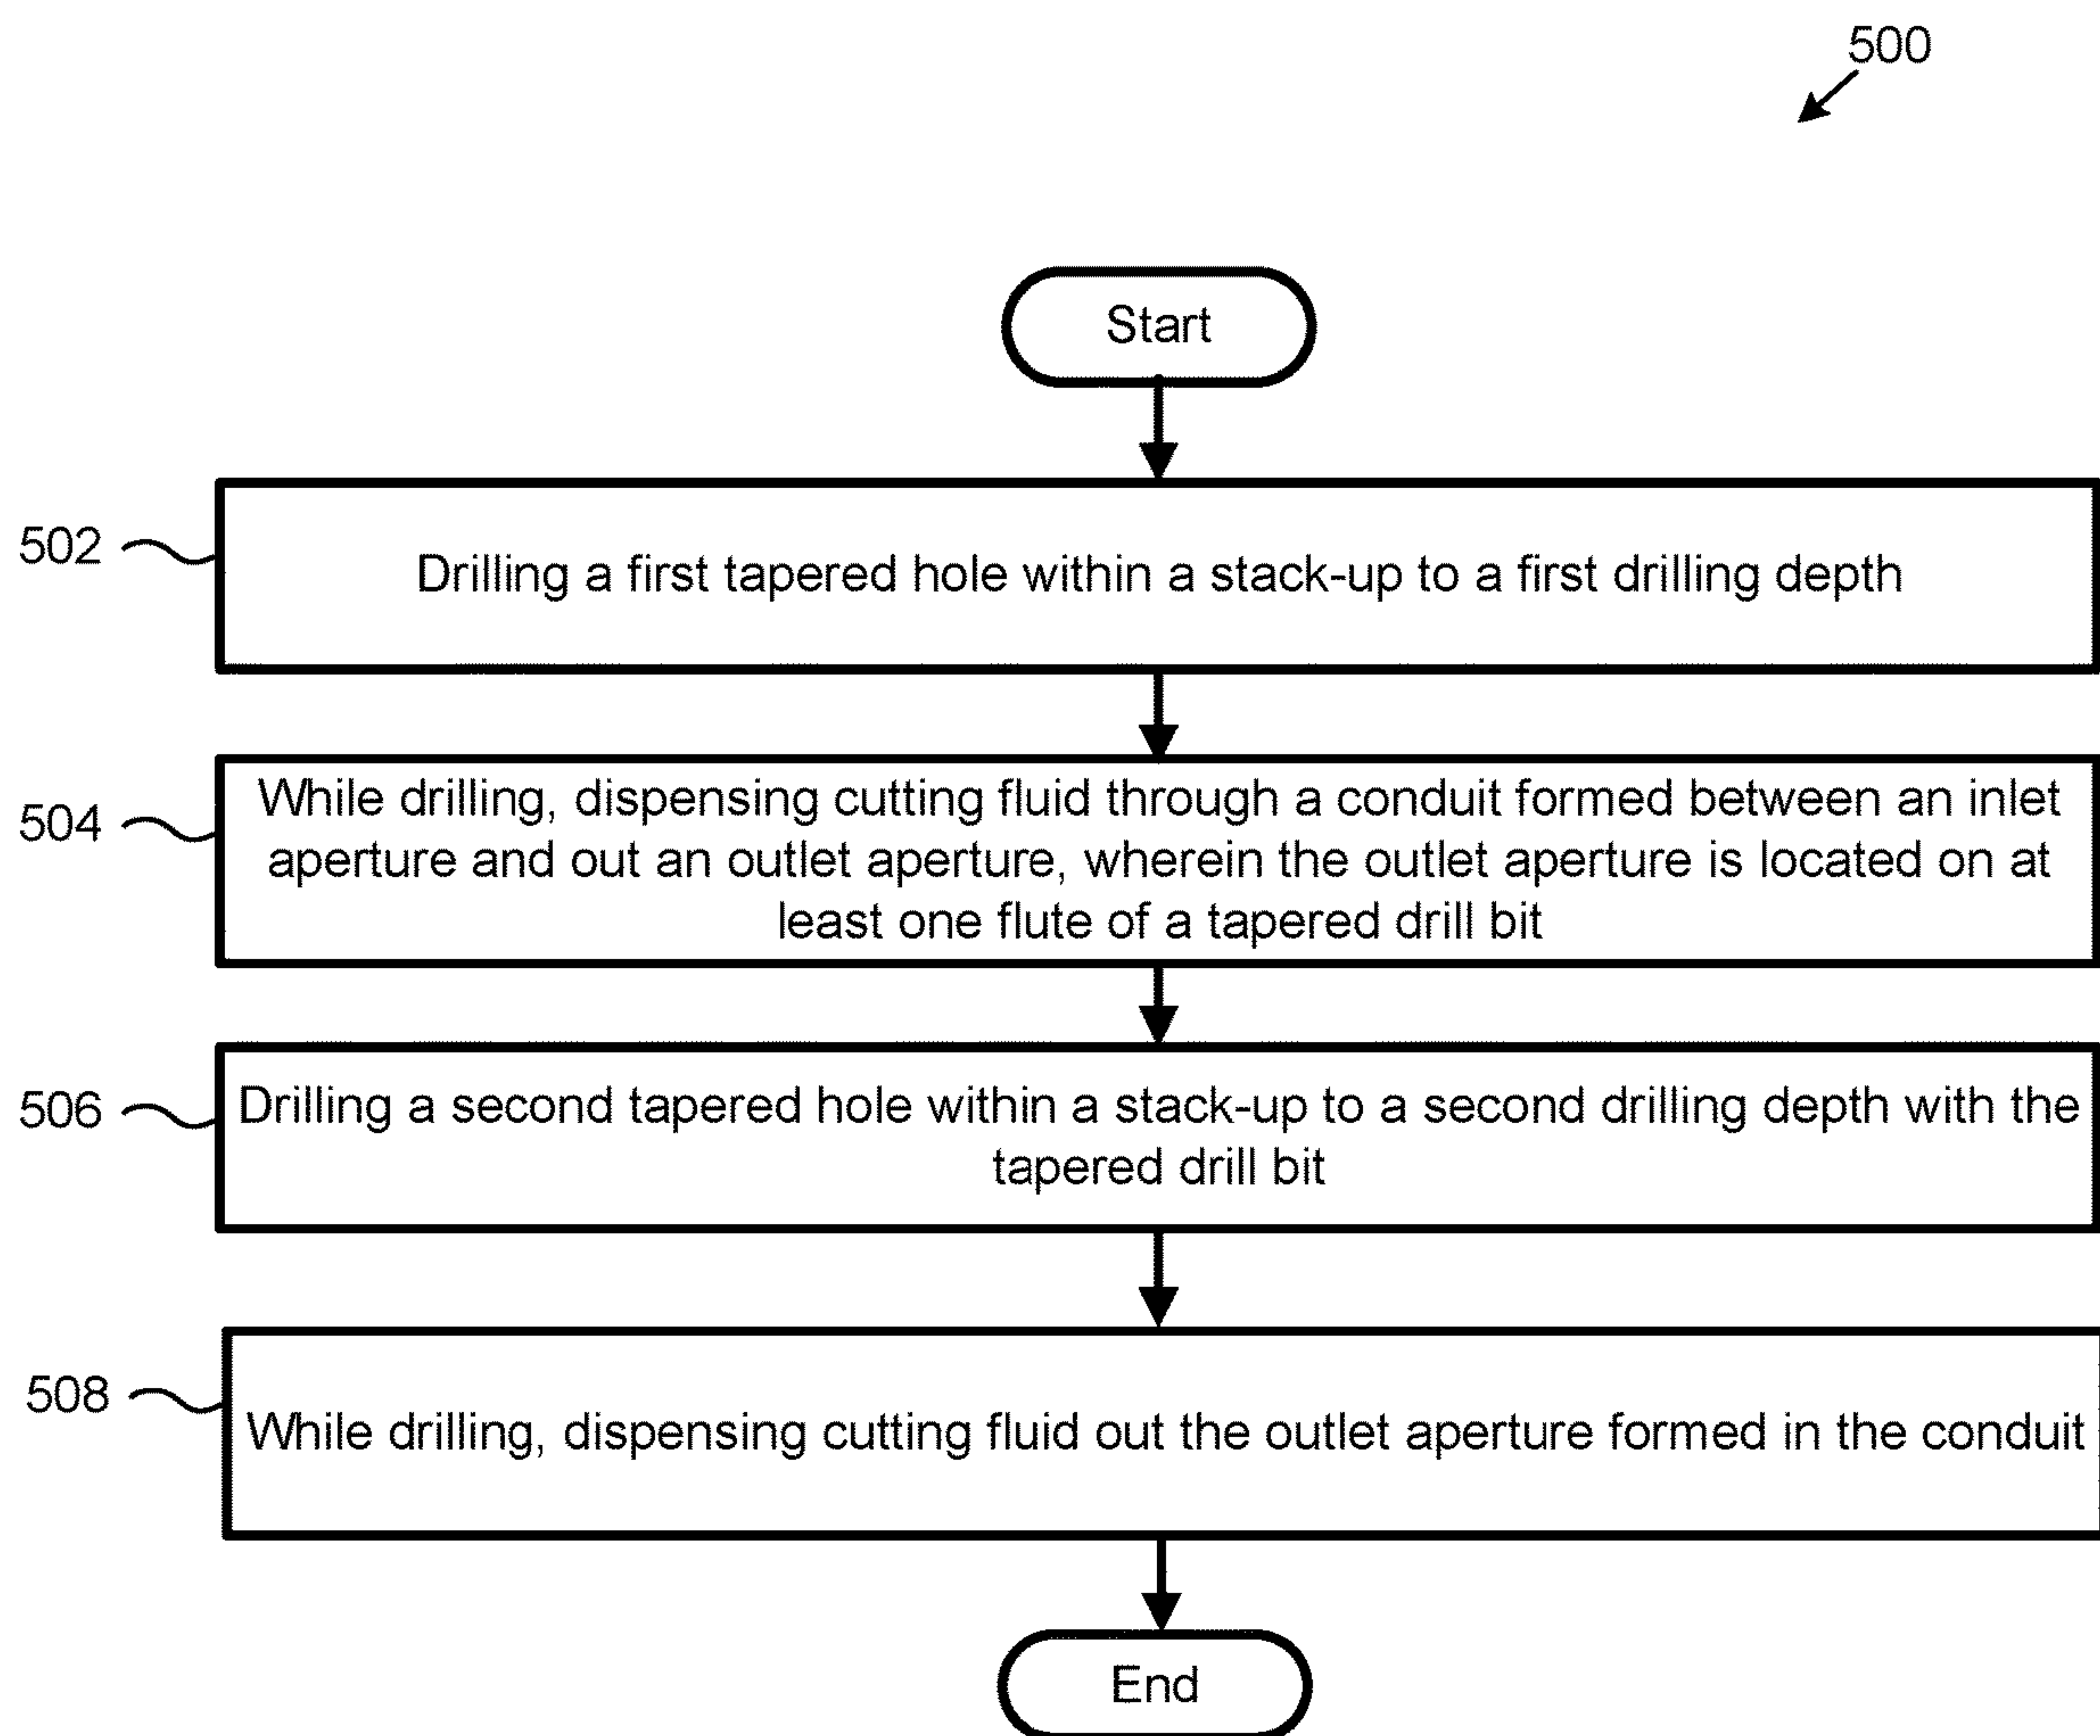 500
Start
502
Drilling a first tapered hole within a stack-up to a first drilling depth
504
While drilling, dispensing cutting fluid through a conduit formed between an inlet
aperture and out an outlet aperture, wherein the outlet aperture is located on at
least one flute of a tapered drill bit
506
Drilling a second tapered hole within a stack-up to a second drilling depth with the
tapered drill bit
508
While drilling, dispensing cutting fluid out the outlet aperture formed in the conduit
End